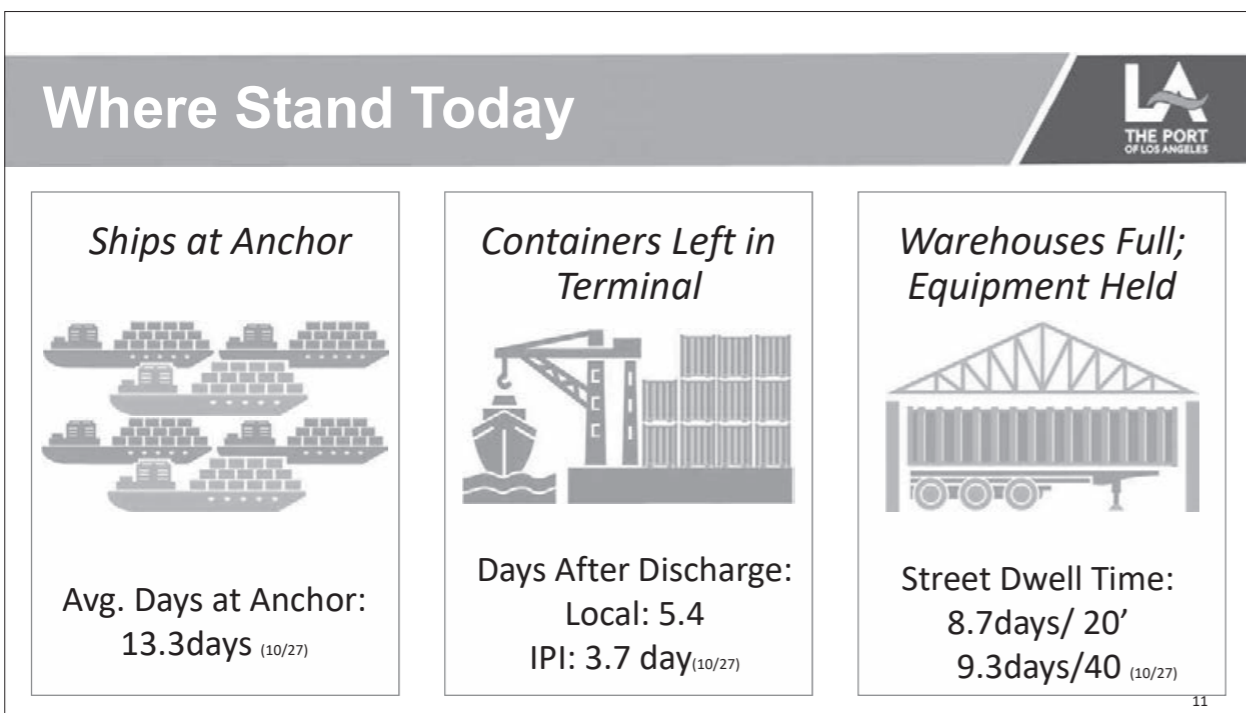 Where Stand Today
LA
THE PORT
OF LOS ANGELES
Ships at Anchor
Avg. Days at Anchor:
13.3days (10/27)
Containers Left in
Terminal
Days After Discharge:
Local: 5.4
IPI: 3.7 day(10/27)
Warehouses Full;
Equipment Held
Street Dwell Time:
8.7days/ 20’
9.3days/40 (10/27)
11